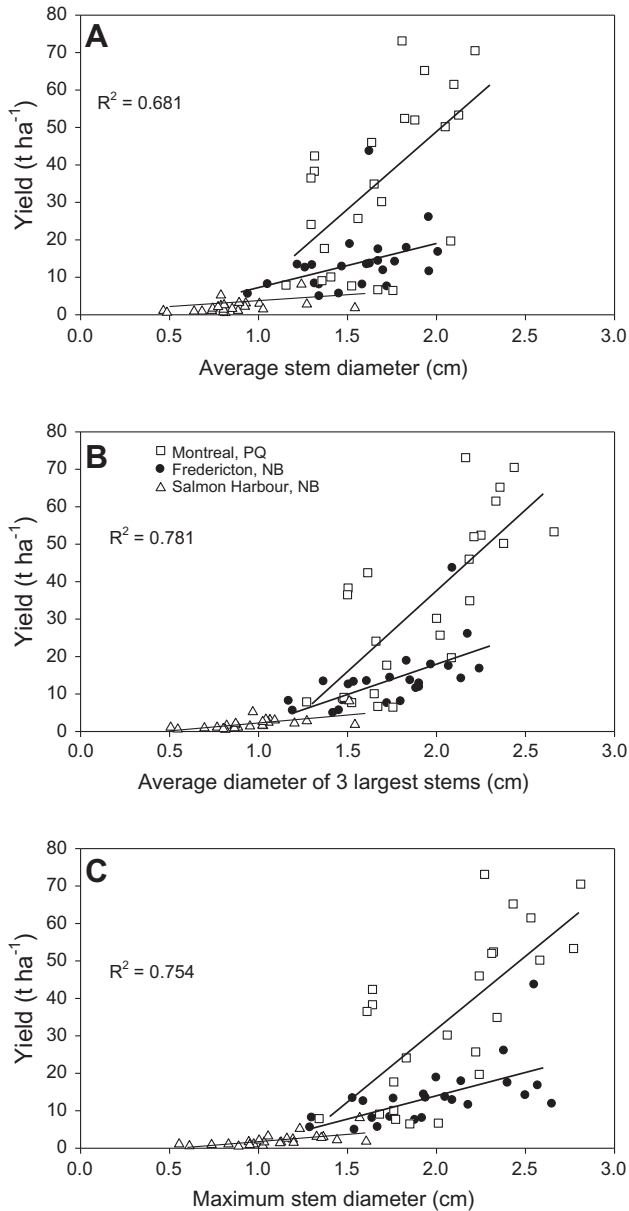 A
R² = 0.681
Yield (t ha⁻¹)
80
70
60
50
40
30
20
10
0
0.0 0.5 1.0 1.5 2.0 2.5 3.0
Average stem diameter (cm)
B
Montreal, PQ
Fredericton, NB
Salmon Harbour, NB
R² = 0.781
Yield (t ha⁻¹)
80
70
60
50
40
30
20
10
0
0.0 0.5 1.0 1.5 2.0 2.5 3.0
Average diameter of 3 largest stems (cm)
C
R² = 0.754
Yield (t ha⁻¹)
80
70
60
50
40
30
20
10
0
0.0 0.5 1.0 1.5 2.0 2.5 3.0
Maximum stem diameter (cm)